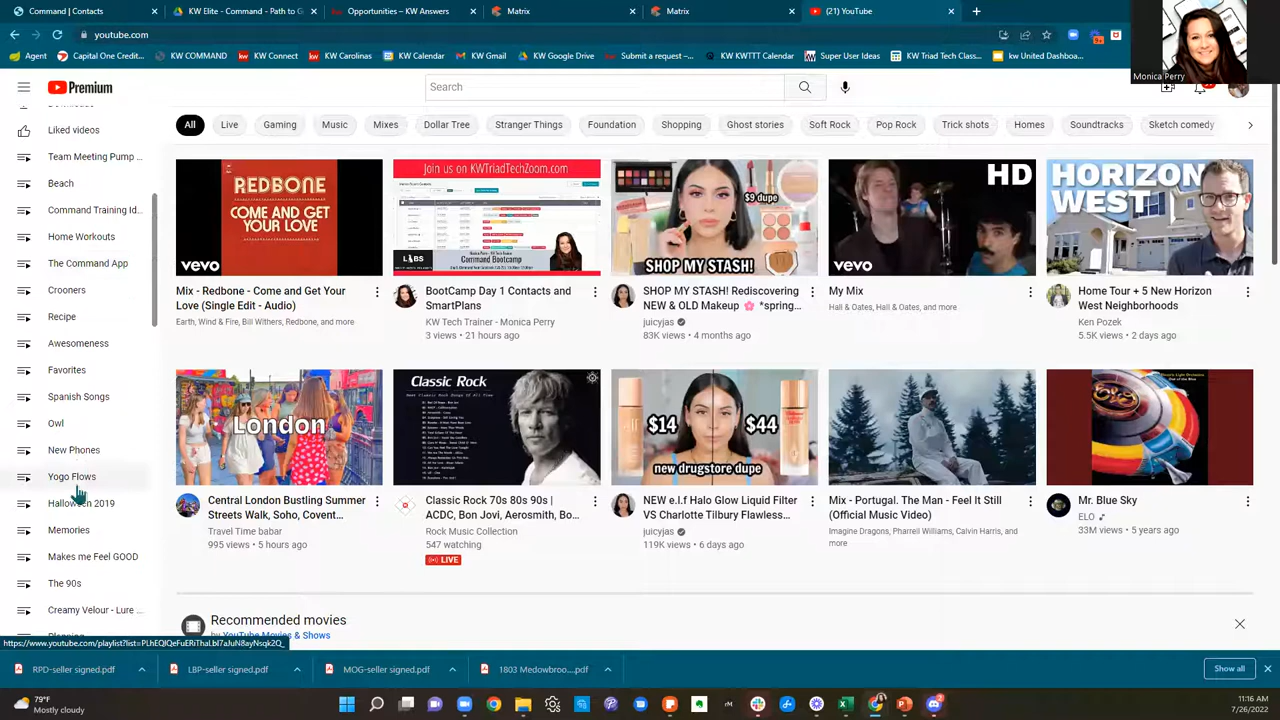 Command | Contacts
KW Elite - Command - Path to G
Opportunities – KW Answers
Matrix
Matrix
(21) YouTube
youtube.com
Agent
Capital One Credit...
KW COMMAND
KW Connect
KW Carolinas
KW Calendar
KW Gmail
KW Google Drive
Submit a request –...
KW KWTTT Calendar
Super User Ideas
KW Triad Tech Class...
kw United Dashboa...
Monica Perry
Premium
Search
All
Live
Gaming
Music
Mixes
Dollar Tree
Stranger Things
Foundation
Shopping
Ghost stories
Soft Rock
Pop Rock
Trick shots
Homes
Soundtracks
Sketch comedy
Liked videos
Team Meeting Pump ...
Beach
Command Training Id...
Home Workouts
The Command App
Crooners
Recipe
Awesomeness
Favorites
Spanish Songs
Owl
New Phones
Yogo Flows
Halloween 2019
Memories
Makes me Feel GOOD
The 90s
Creamy Velour - Lure ...
REDBONE
COME AND GET
YOUR LOVE
vevo
Mix - Redbone - Come and Get Your
Love (Single Edit - Audio)
Earth, Wind & Fire, Bill Withers, Redbone, and more
Join us on KWTriadTechZoom.com
LABS
Command Bootcamp
BootCamp Day 1 Contacts and
SmartPlans
KW Tech Trainer - Monica Perry
3 views • 21 hours ago
$9 dupe
SHOP MY STASH!
SHOP MY STASH! Rediscovering
NEW & OLD Makeup 🌸 *spring...
juicyjas
83K views • 4 months ago
HD
vevo
My Mix
Hall & Oates, Hall & Oates, and more
HORIZON
WEST
Home Tour + 5 New Horizon
West Neighborhoods
Ken Pozek
5.5K views • 2 days ago
London
Central London Bustling Summer
Streets Walk, Soho, Covent...
Travel Time babar
995 views • 5 hours ago
Classic Rock
Classic Rock 70s 80s 90s |
ACDC, Bon Jovi, Aerosmith, Bo...
Rock Music Collection
547 watching
LIVE
$14
$44
new drugstore dupe
NEW e.l.f Halo Glow Liquid Filter
VS Charlotte Tilbury Flawless...
juicyjas
119K views • 6 days ago
Mix - Portugal. The Man - Feel It Still
(Official Music Video)
Imagine Dragons, Pharrell Williams, Calvin Harris, and
more
Mr. Blue Sky
ELO
33M views • 5 years ago
Recommended movies
by YouTube Movies & Shows
https://www.youtube.com/playlist?list=PLhEQlQeFuERiThaLbI7aJuN8ayNsqk2Q_
RPD-seller signed.pdf
LBP-seller signed.pdf
MOG-seller signed.pdf
1803 Medowbroo....pdf
Show all
79°F
Mostly cloudy
11:16 AM
7/26/2022